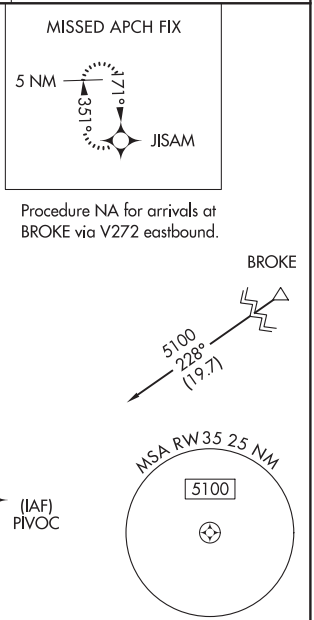 MISSED APCH FIX
5 NM
351°
171°
JISAM
Procedure NA for arrivals at
BROKE via V272 eastbound.
BROKE
5100
228°
(19.7)
MSA RW35 25 NM
5100
(IAF)
PIVOC